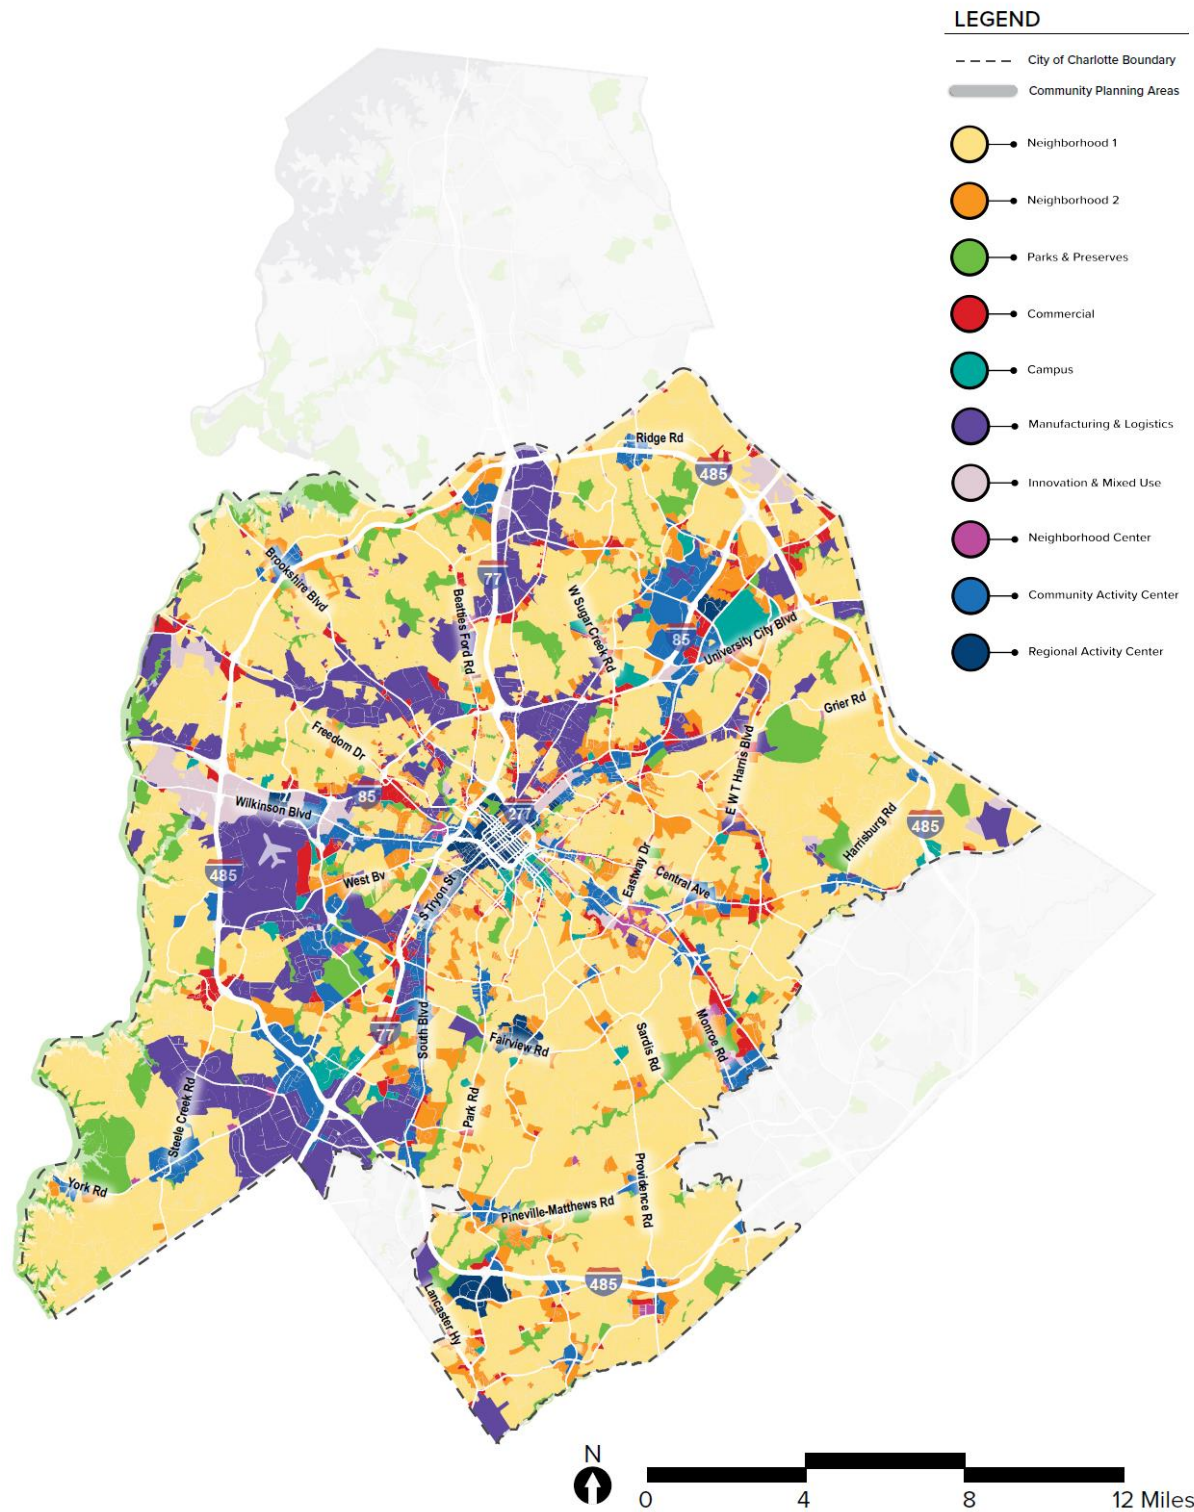 LEGEND
City of Charlotte Boundary
Community Planning Areas
Neighborhood 1
Neighborhood 2
Parks & Preserves
Commercial
Campus
Manufacturing & Logistics
Innovation & Mixed Use
Neighborhood Center
Community Activity Center
Regional Activity Center
Ridge Rd
485
Brookshire Blvd
77
Beatties Ford Rd
W Sugar Creek Rd
85
University City Blvd
Grier Rd
Freedom Dr
E W T Harris Blvd
85
Wilkinson Blvd
277
Harrisburg Rd
485
485
West Bv
Eastway Dr
Central Ave
S Tryon St
77
South Blvd
Fairview Rd
Sardis Rd
Monroe Rd
Steele Creek Rd
Park Rd
York Rd
Providence Rd
Pineville-Matthews Rd
485
Lancaster Hy
N
0 4 8 12 Miles